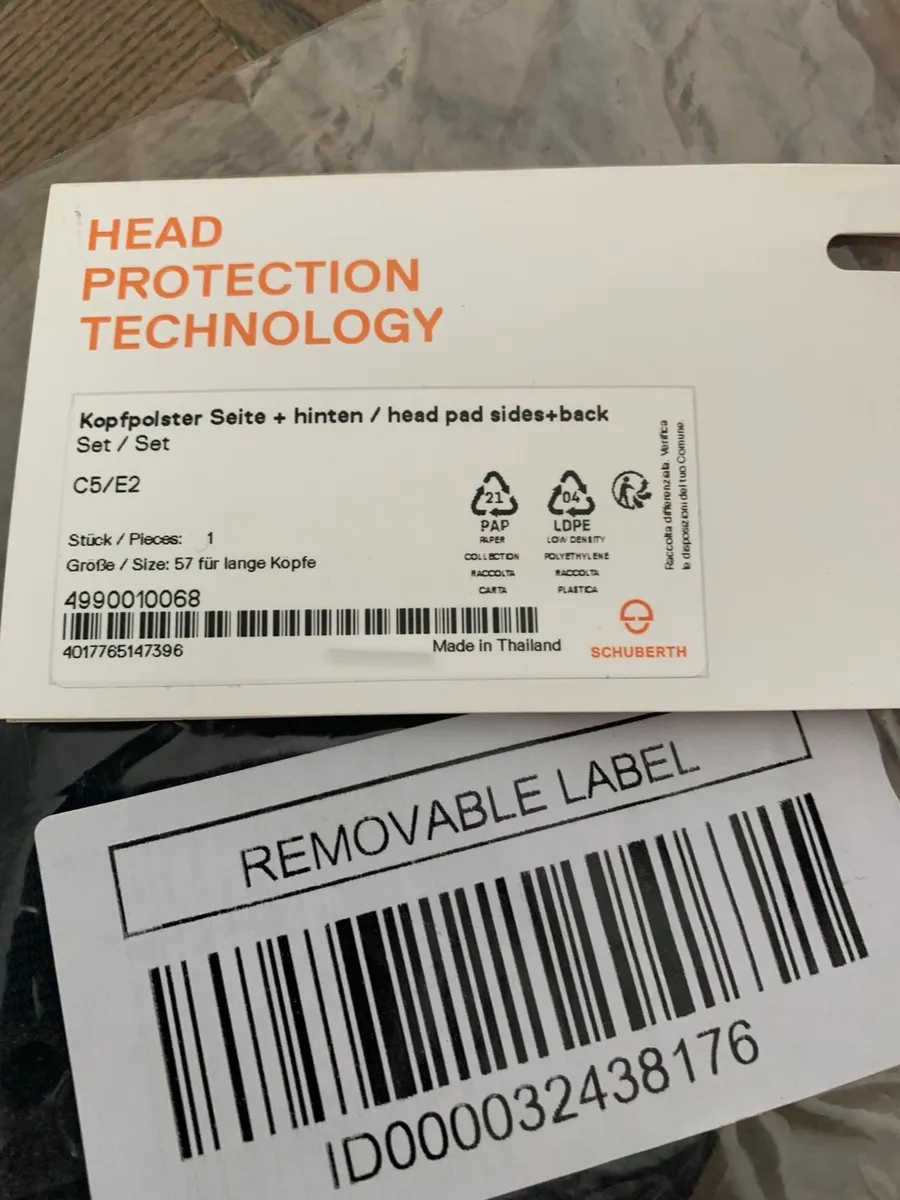 HEAD
PROTECTION
TECHNOLOGY
Kopfpolster Seite + hinten / head pad sides+back
Set / Set
C5/E2
Stück / Pieces: 1
Größe / Size: 57 für lange Köpfe
4990010068
4017765147396
Made in Thailand
21
PAP
PAPER
COLLECTION
RACCOLTA
CARTA
04
LDPE
LOW DENSITY
POLYETHYLENE
RACCOLTA
PLASTICA
Raccolta differenziata. Verifica
le disposizioni del tuo Comune.
SCHUBERTH
REMOVABLE LABEL
ID000032438176